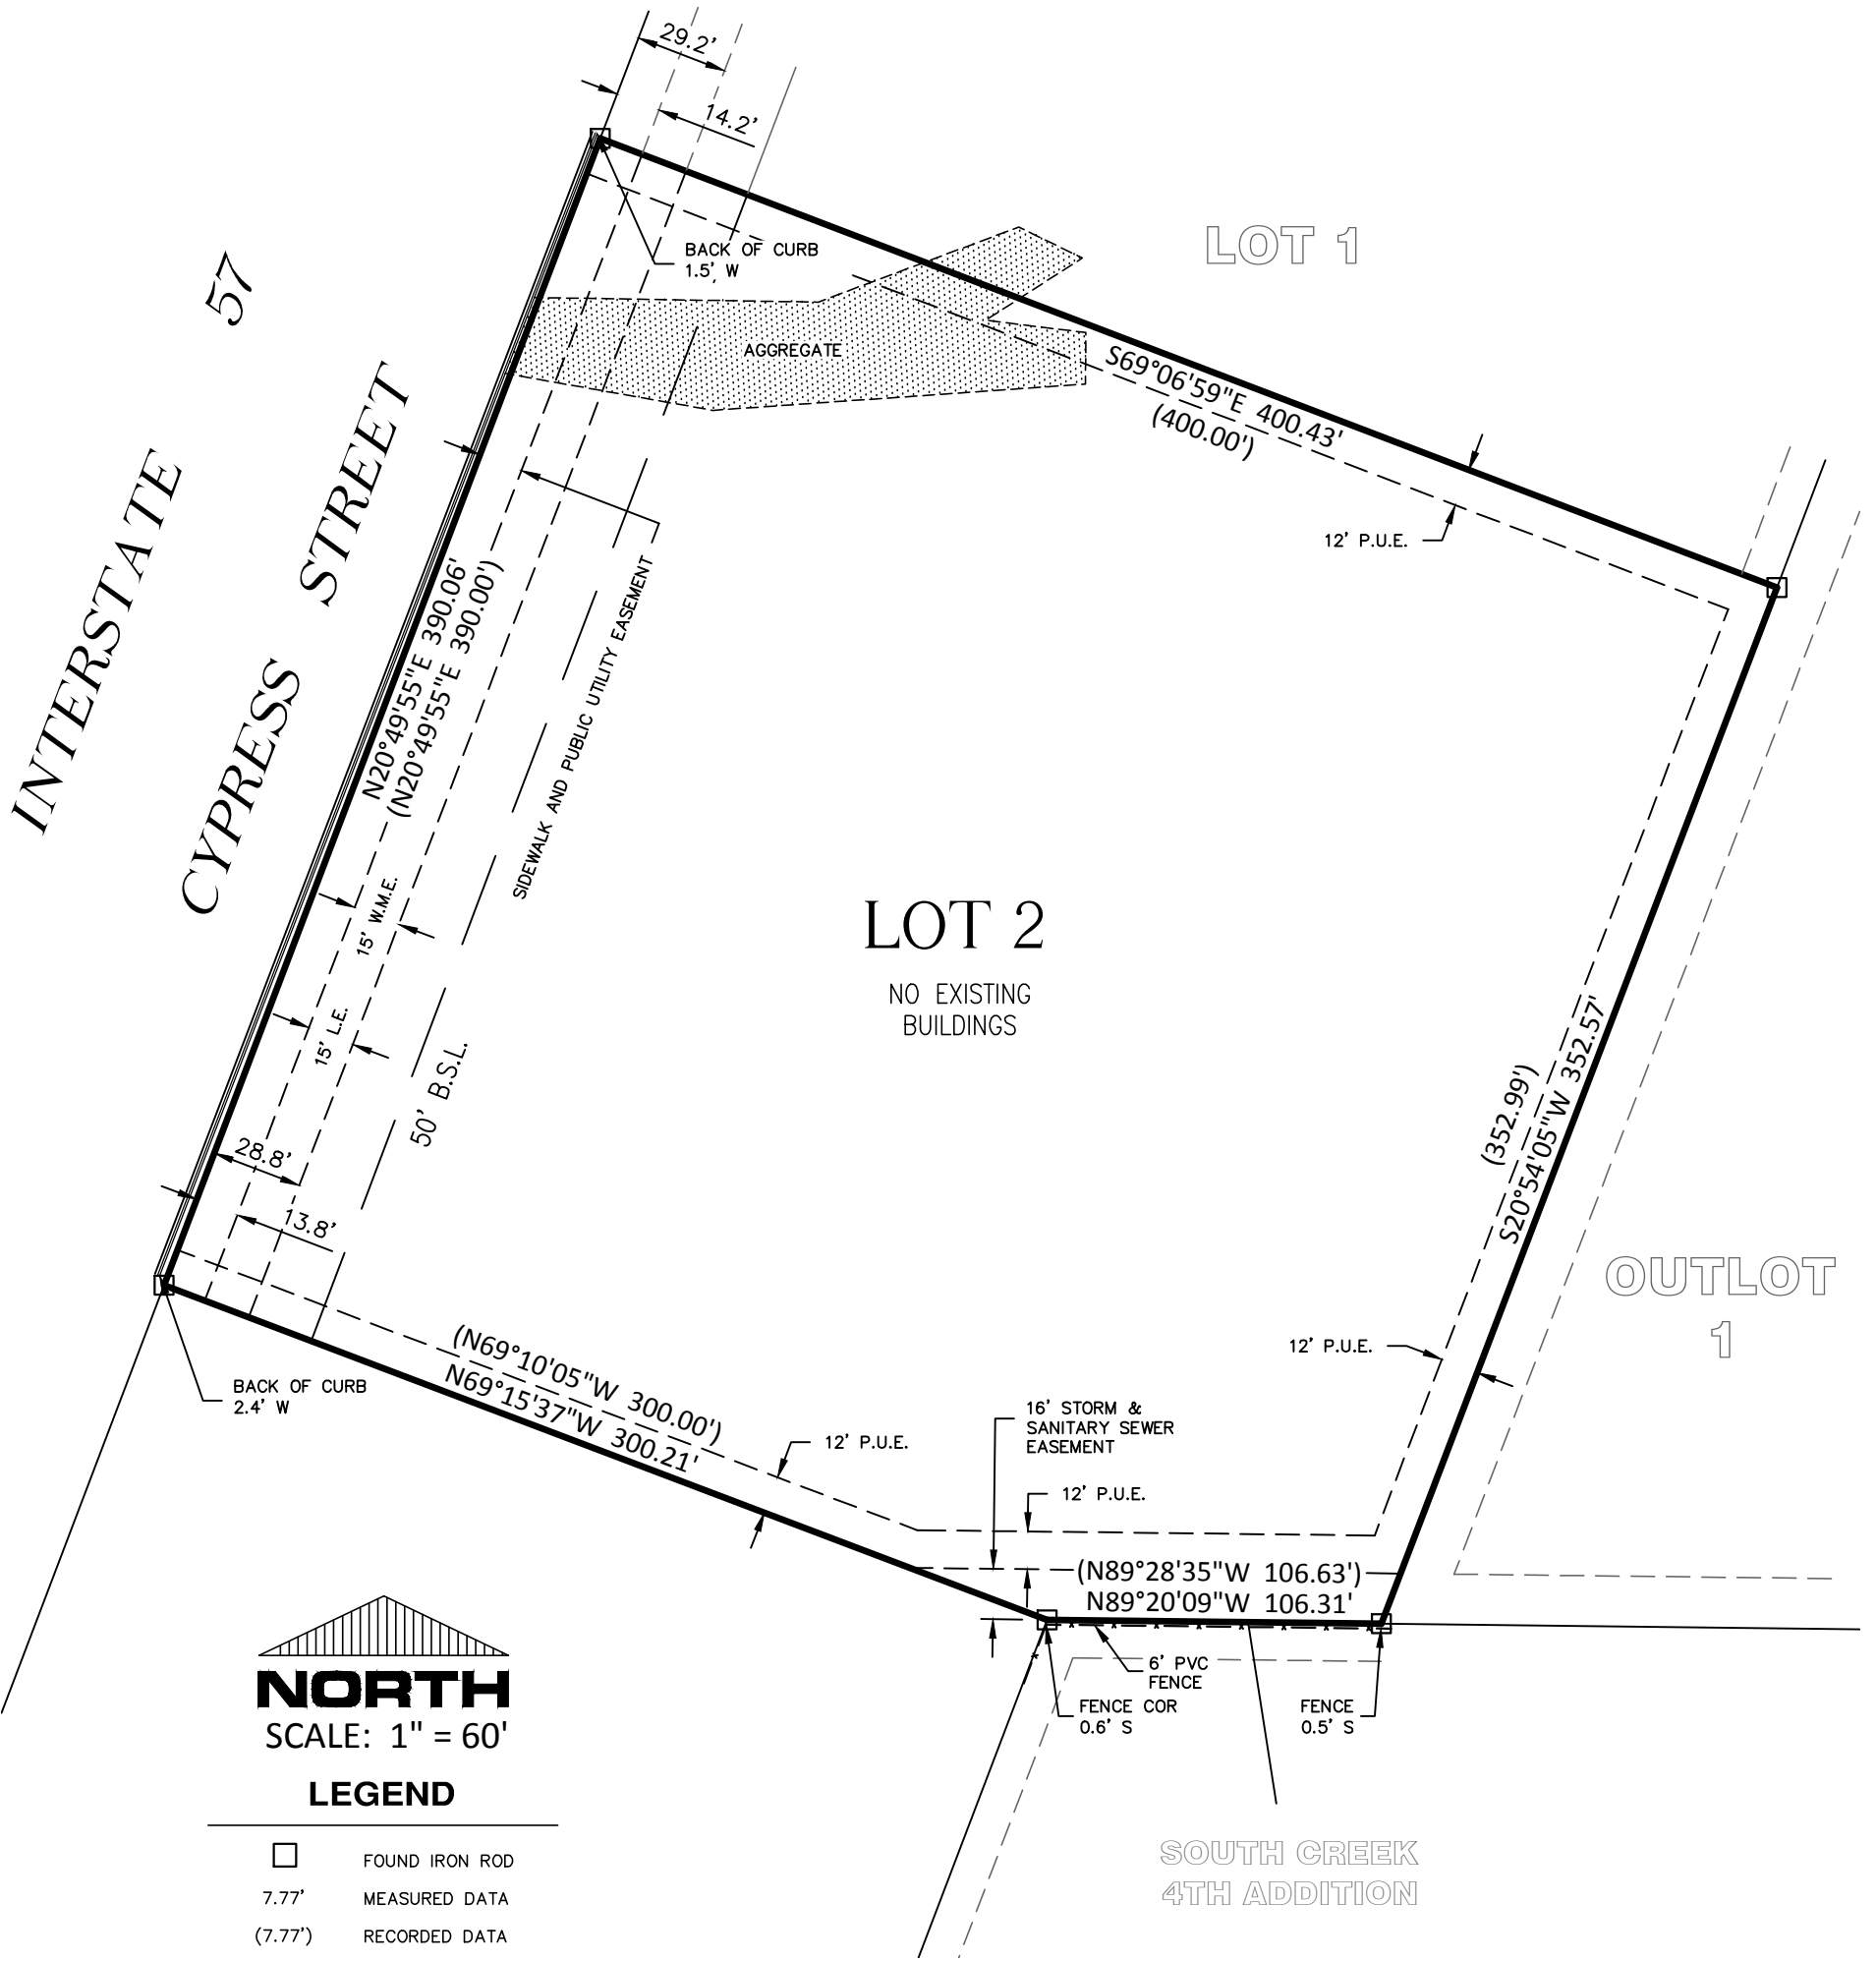 29.2'
14.2'
LOT 1
BACK OF CURB
1.5' W
INTERSTATE 57
CYPRESS STREET
AGGREGATE
S69°06'59"E 400.43'
(400.00')
12' P.U.E.
N20°49'55"E 390.06'
(N20°49'55"E 390.00')
SIDEWALK AND PUBLIC UTILITY EASEMENT
15' W.M.E.
15' L.E.
50' B.S.L.
LOT 2
NO EXISTING
BUILDINGS
(352.99')
S20°54'05"W 352.57'
28.8'
13.8'
OUTLOT
1
BACK OF CURB
2.4' W
(N69°10'05"W 300.00')
N69°15'37"W 300.21'
12' P.U.E.
12' P.U.E.
16' STORM &
SANITARY SEWER
EASEMENT
12' P.U.E.
(N89°28'35"W 106.63')
N89°20'09"W 106.31'
6' PVC
FENCE
FENCE COR
0.6' S
FENCE
0.5' S
NORTH
SCALE: 1" = 60'
LEGEND
FOUND IRON ROD
7.77' MEASURED DATA
(7.77') RECORDED DATA
SOUTH CREEK
4TH ADDITION